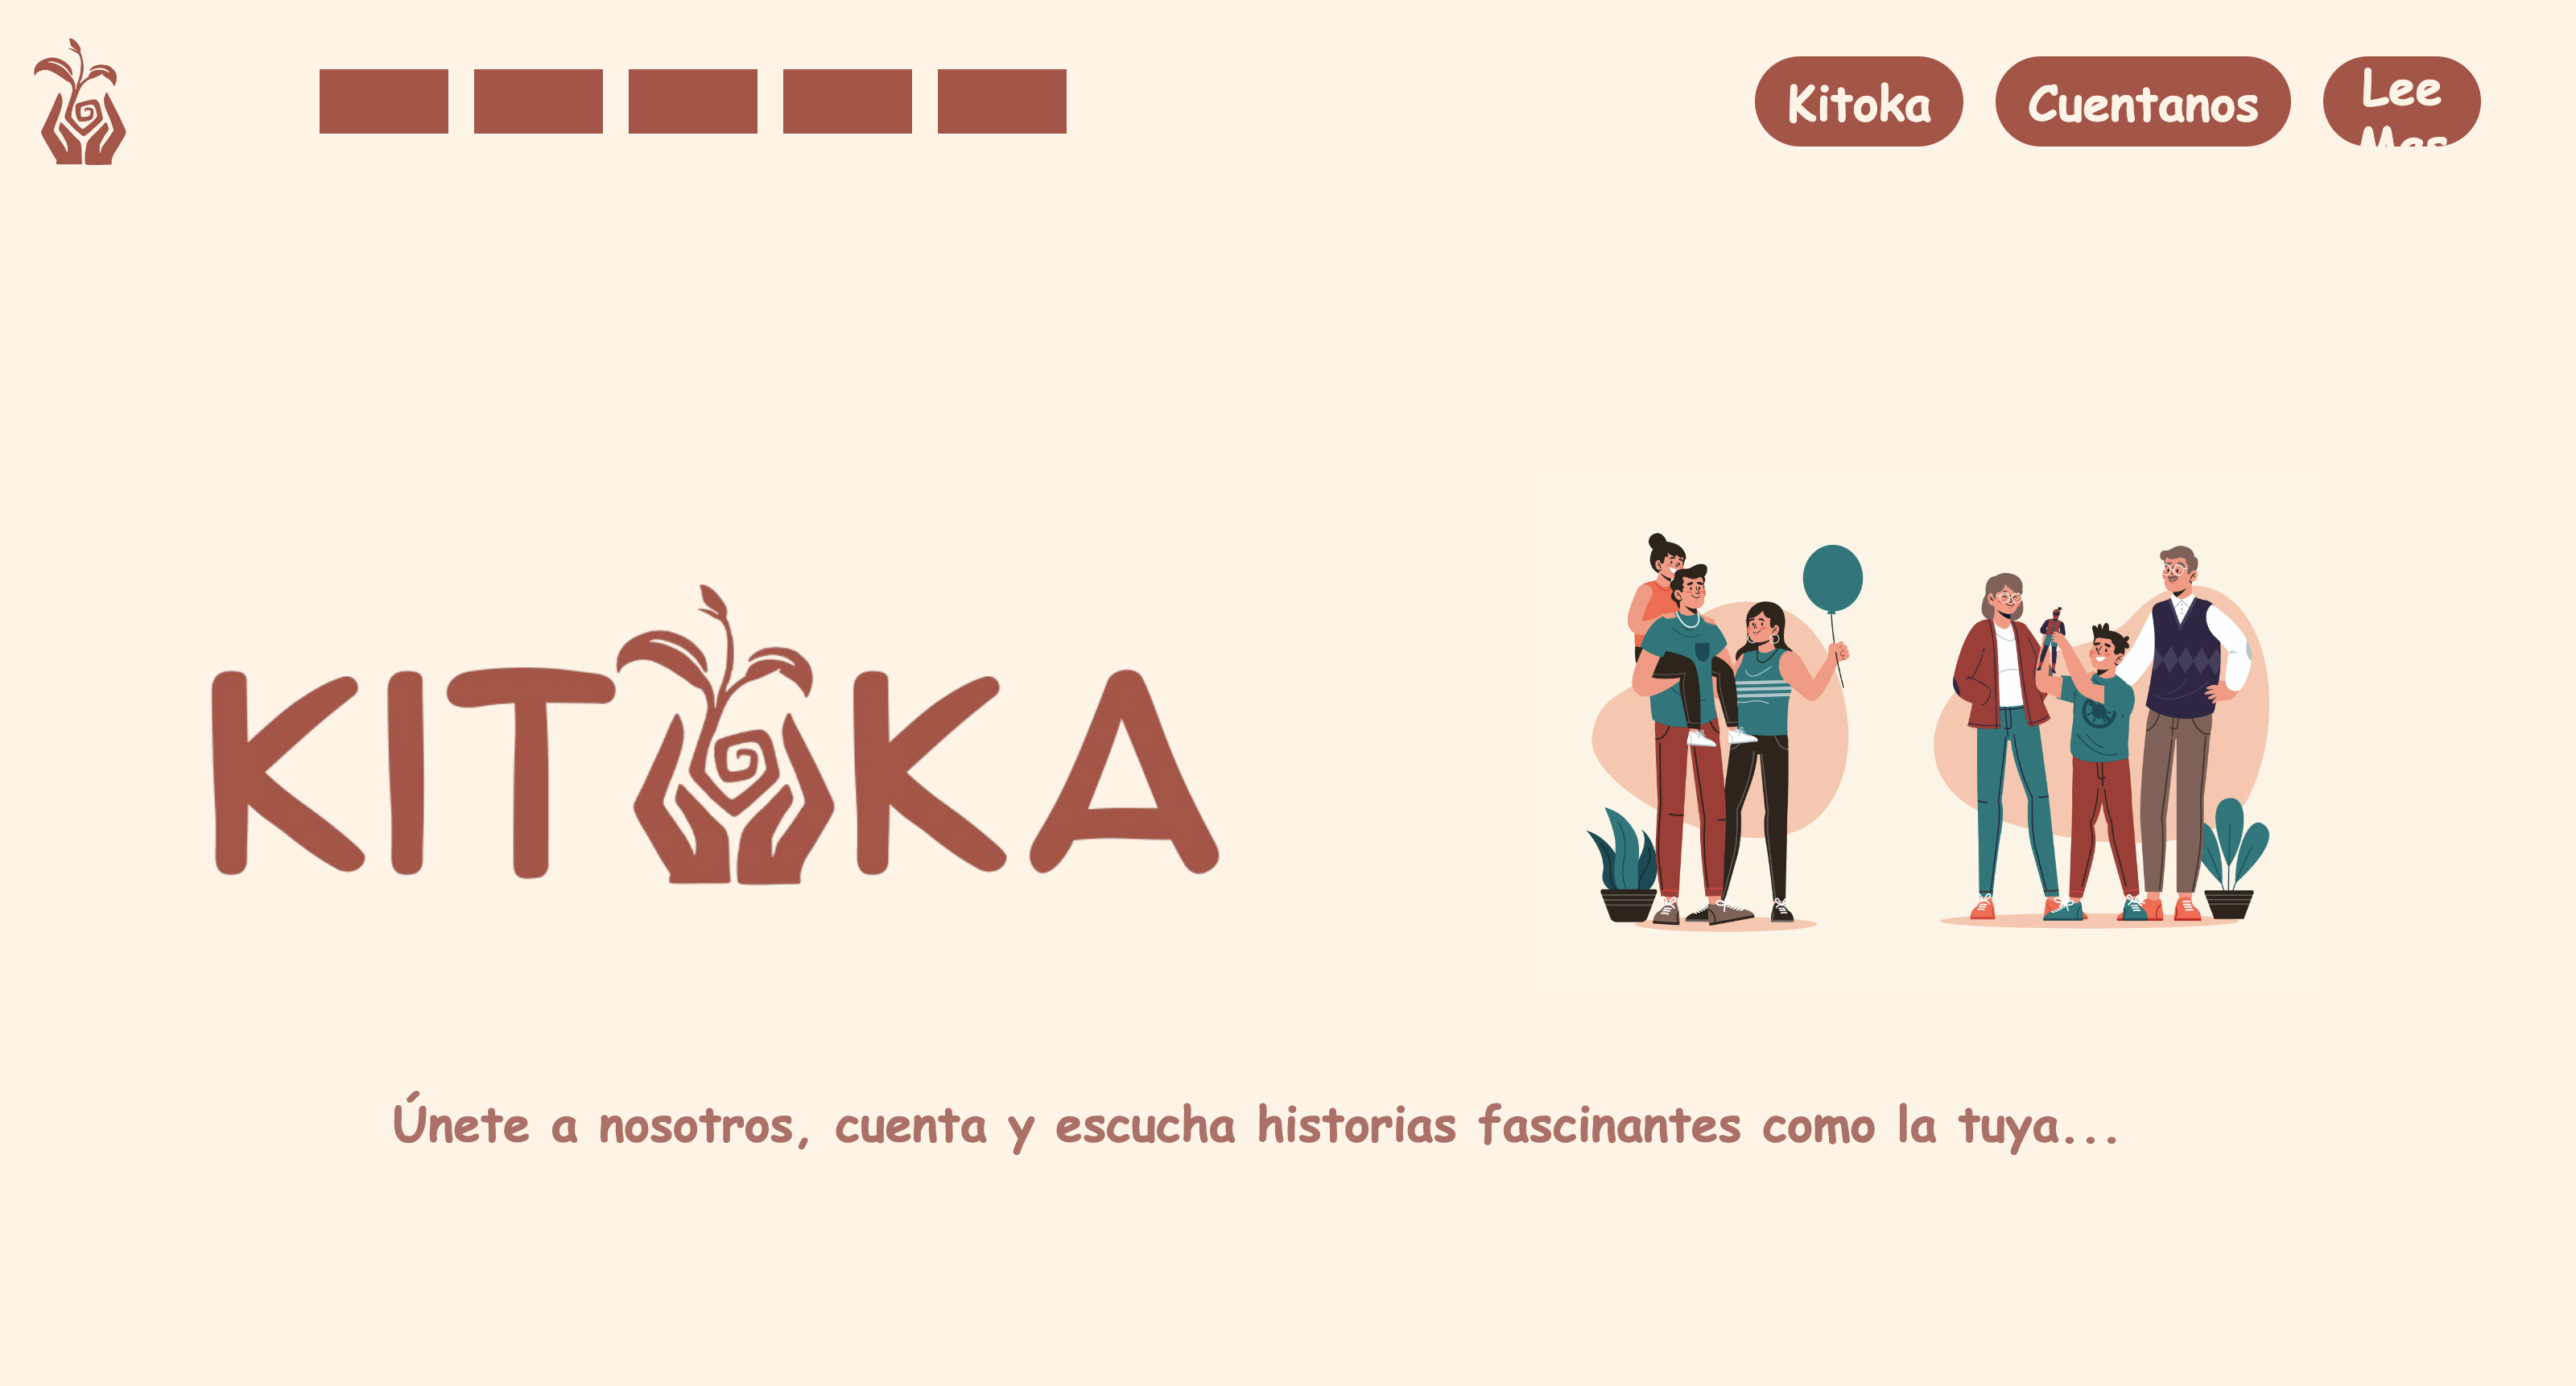 Kitoka
Cuentanos
Lee
Mas
KITOKA
Únete a nosotros, cuenta y escucha historias fascinantes como la tuya...